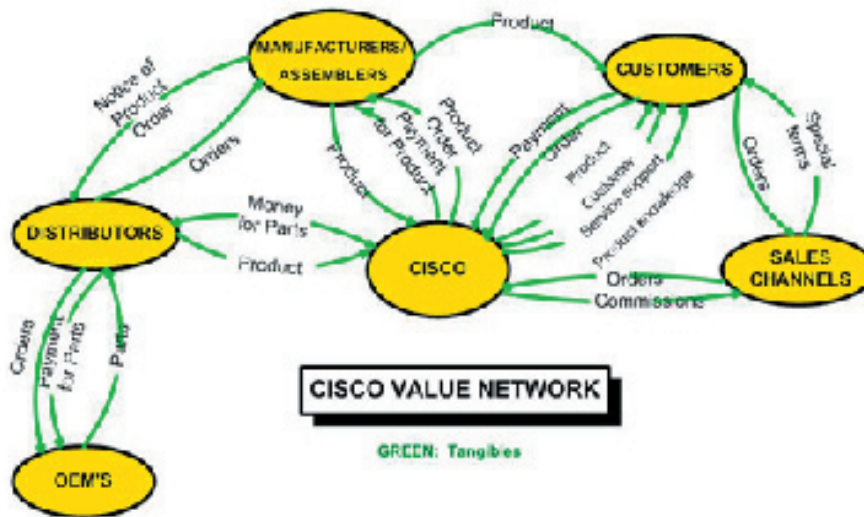 MANUFACTURERS/
ASSEMBLERS
Product
CUSTOMERS
Notice of
Product
Order
Orders
Product
Payment
for Product
Product
Order
Payment
Order
Product
Customer
Service support
Product knowledge
Orders
Special
terms
DISTRIBUTORS
Money
for Parts
Product
CISCO
SALES
CHANNELS
Orders
Commissions
Orders
Payment
for Parts
Parts
CISCO VALUE NETWORK
GREEN: Tangibles
OEM'S